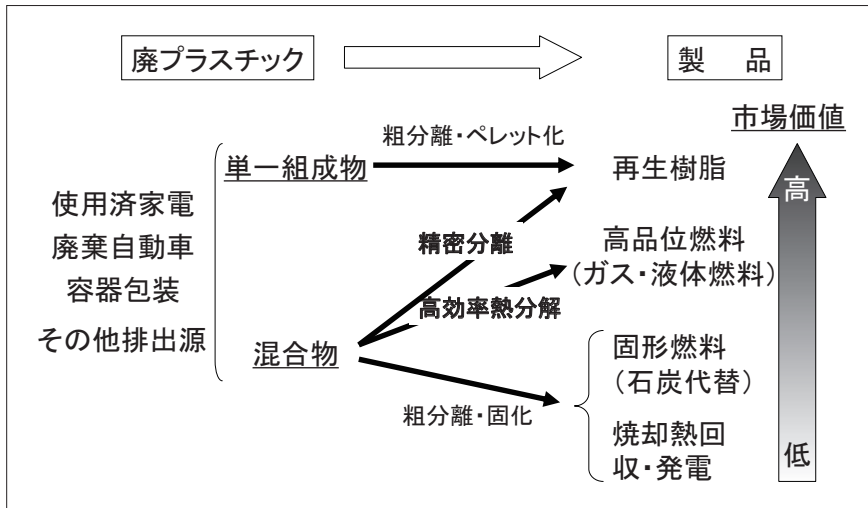 廃プラスチック
製 品
市場価値
粗分離・ペレット化
単一組成物
再生樹脂
高
使用済家電
廃棄自動車
容器包装
その他排出源
精密分離
高品位燃料
(ガス・液体燃料)
高効率熱分解
混合物
固形燃料
(石炭代替)
粗分離・固化
焼却熱回
収・発電
低